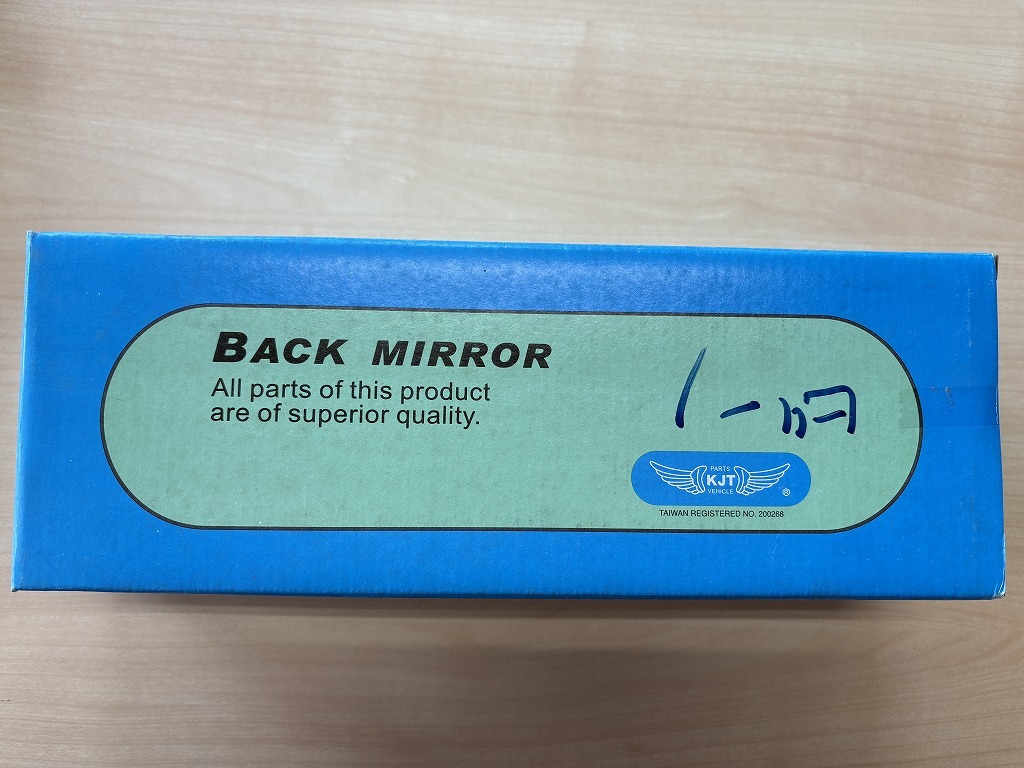 BACK MIRROR
All parts of this product
are of superior quality.
PARTS
KJT
VEHICLE
®
TAIWAN REGISTERED NO. 200268